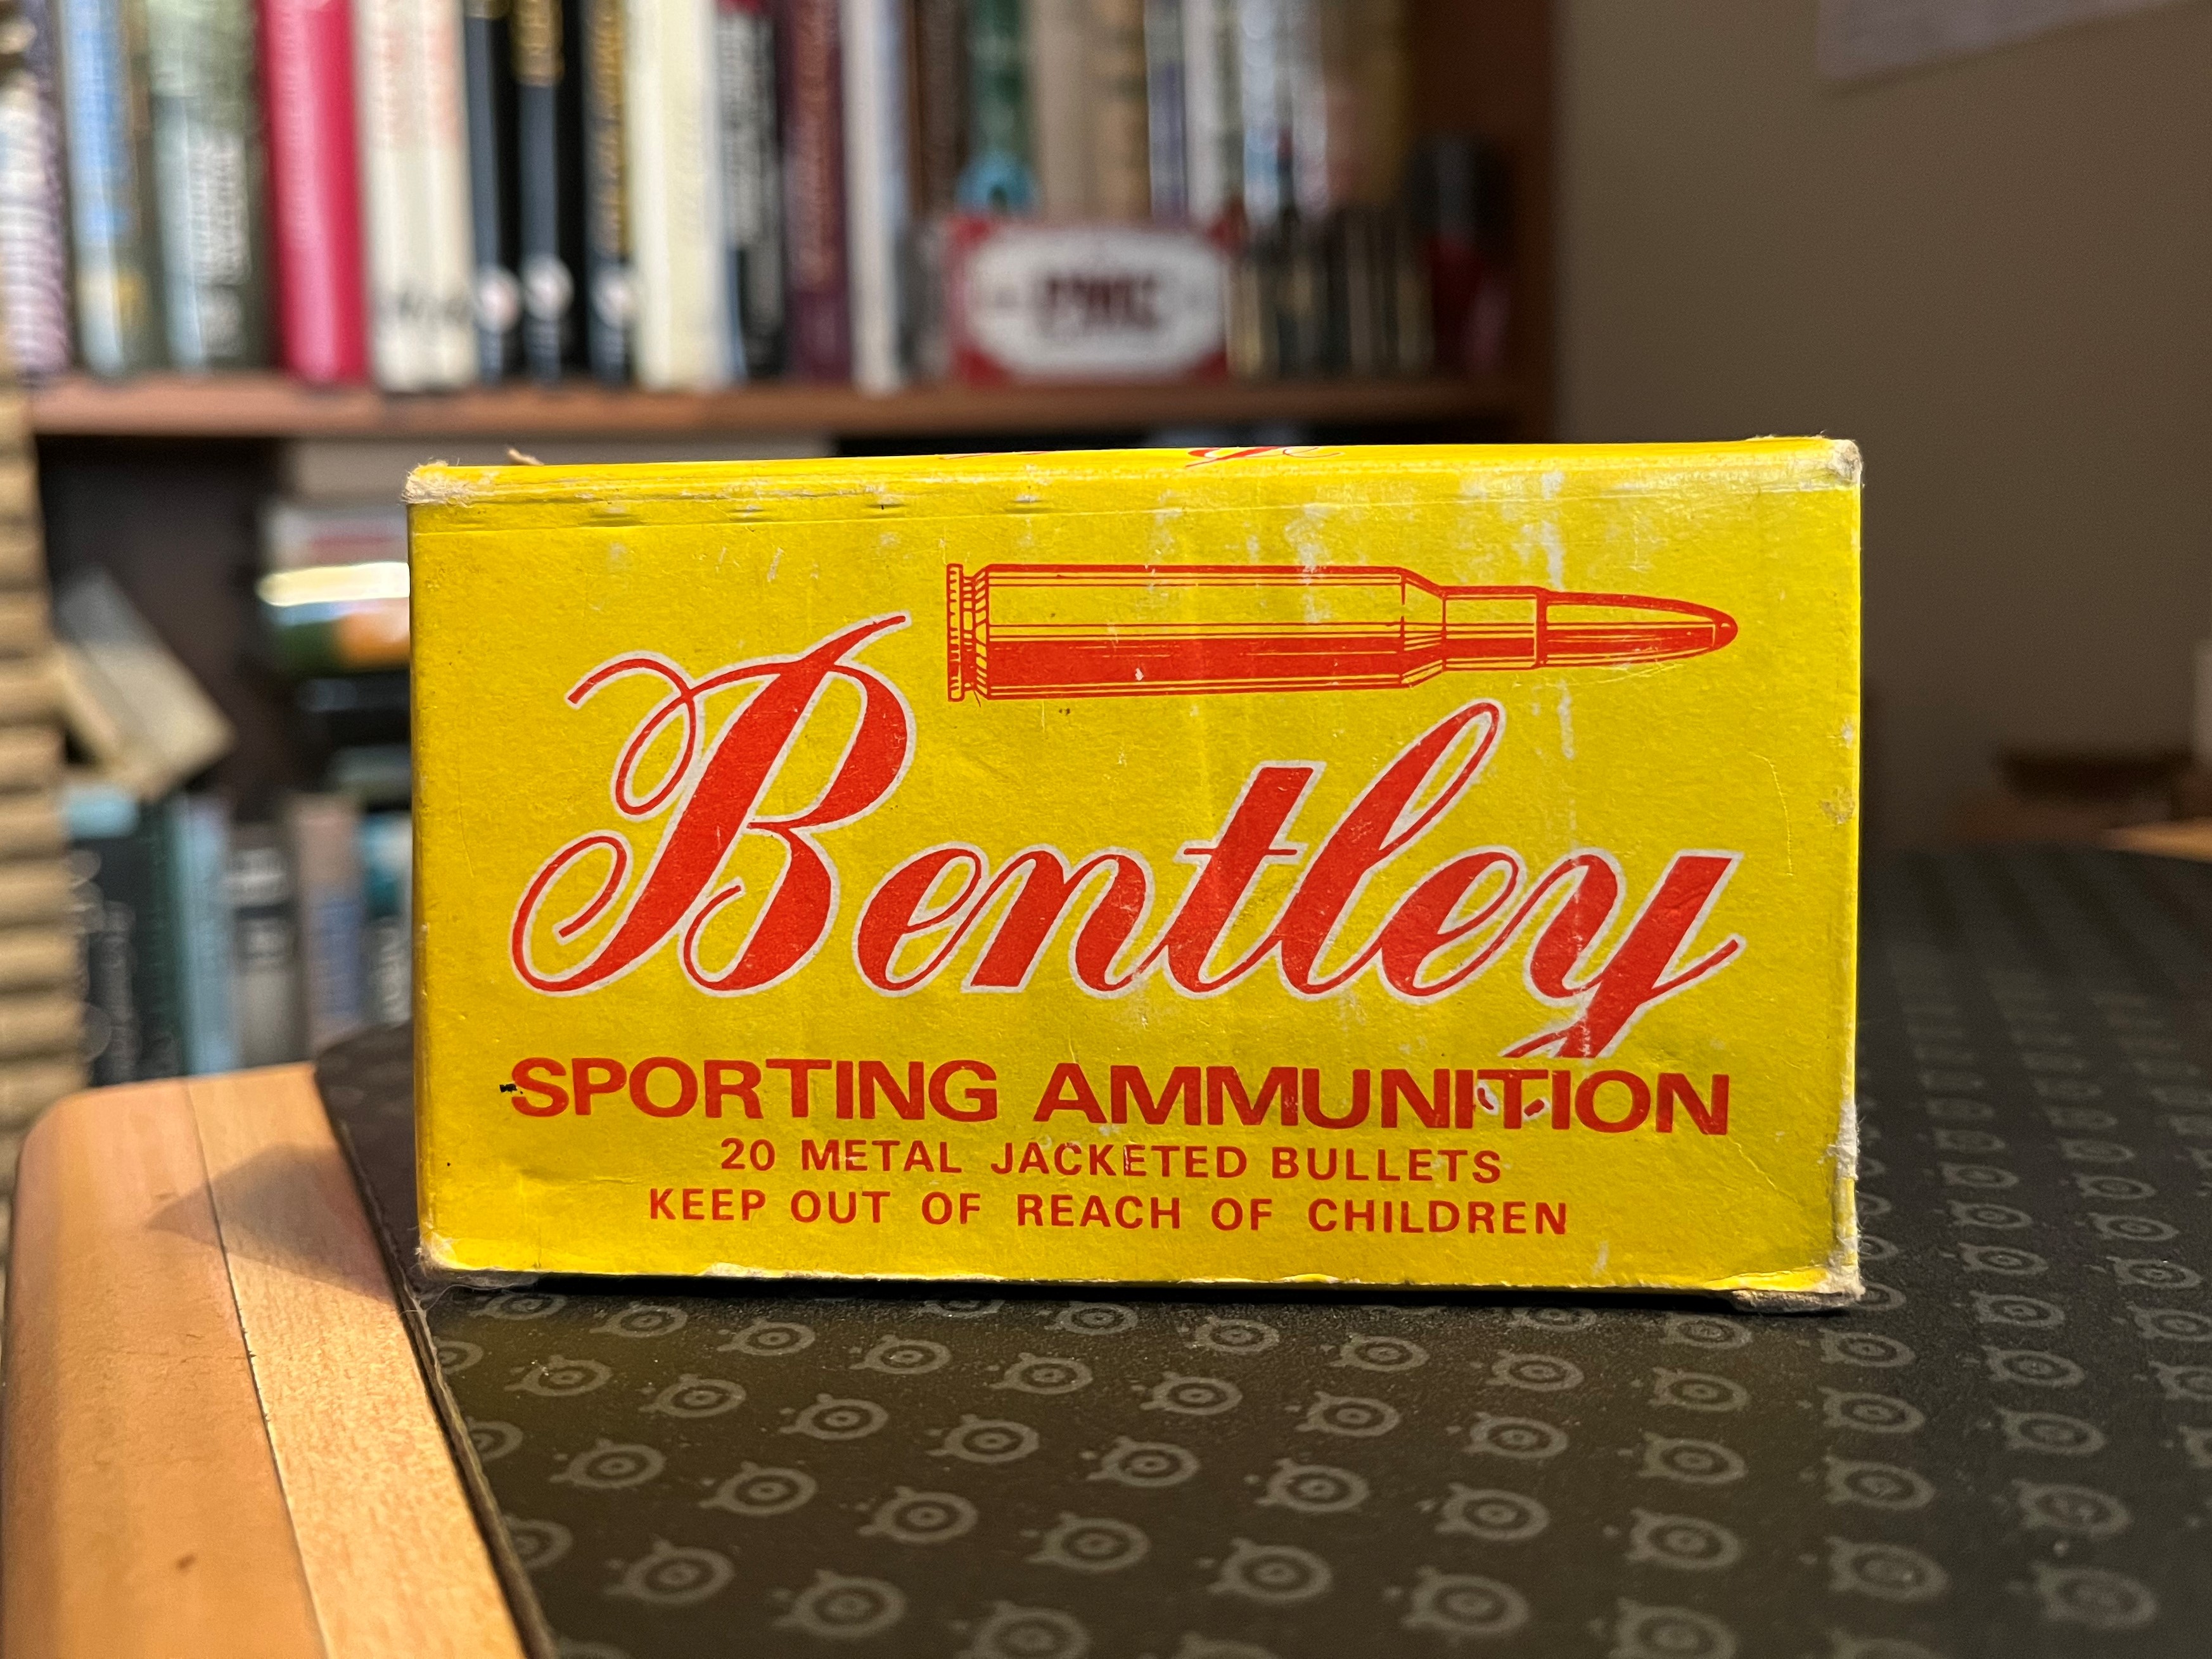 PMC
Bentley
SPORTING AMMUNITION
20 METAL JACKETED BULLETS
KEEP OUT OF REACH OF CHILDREN